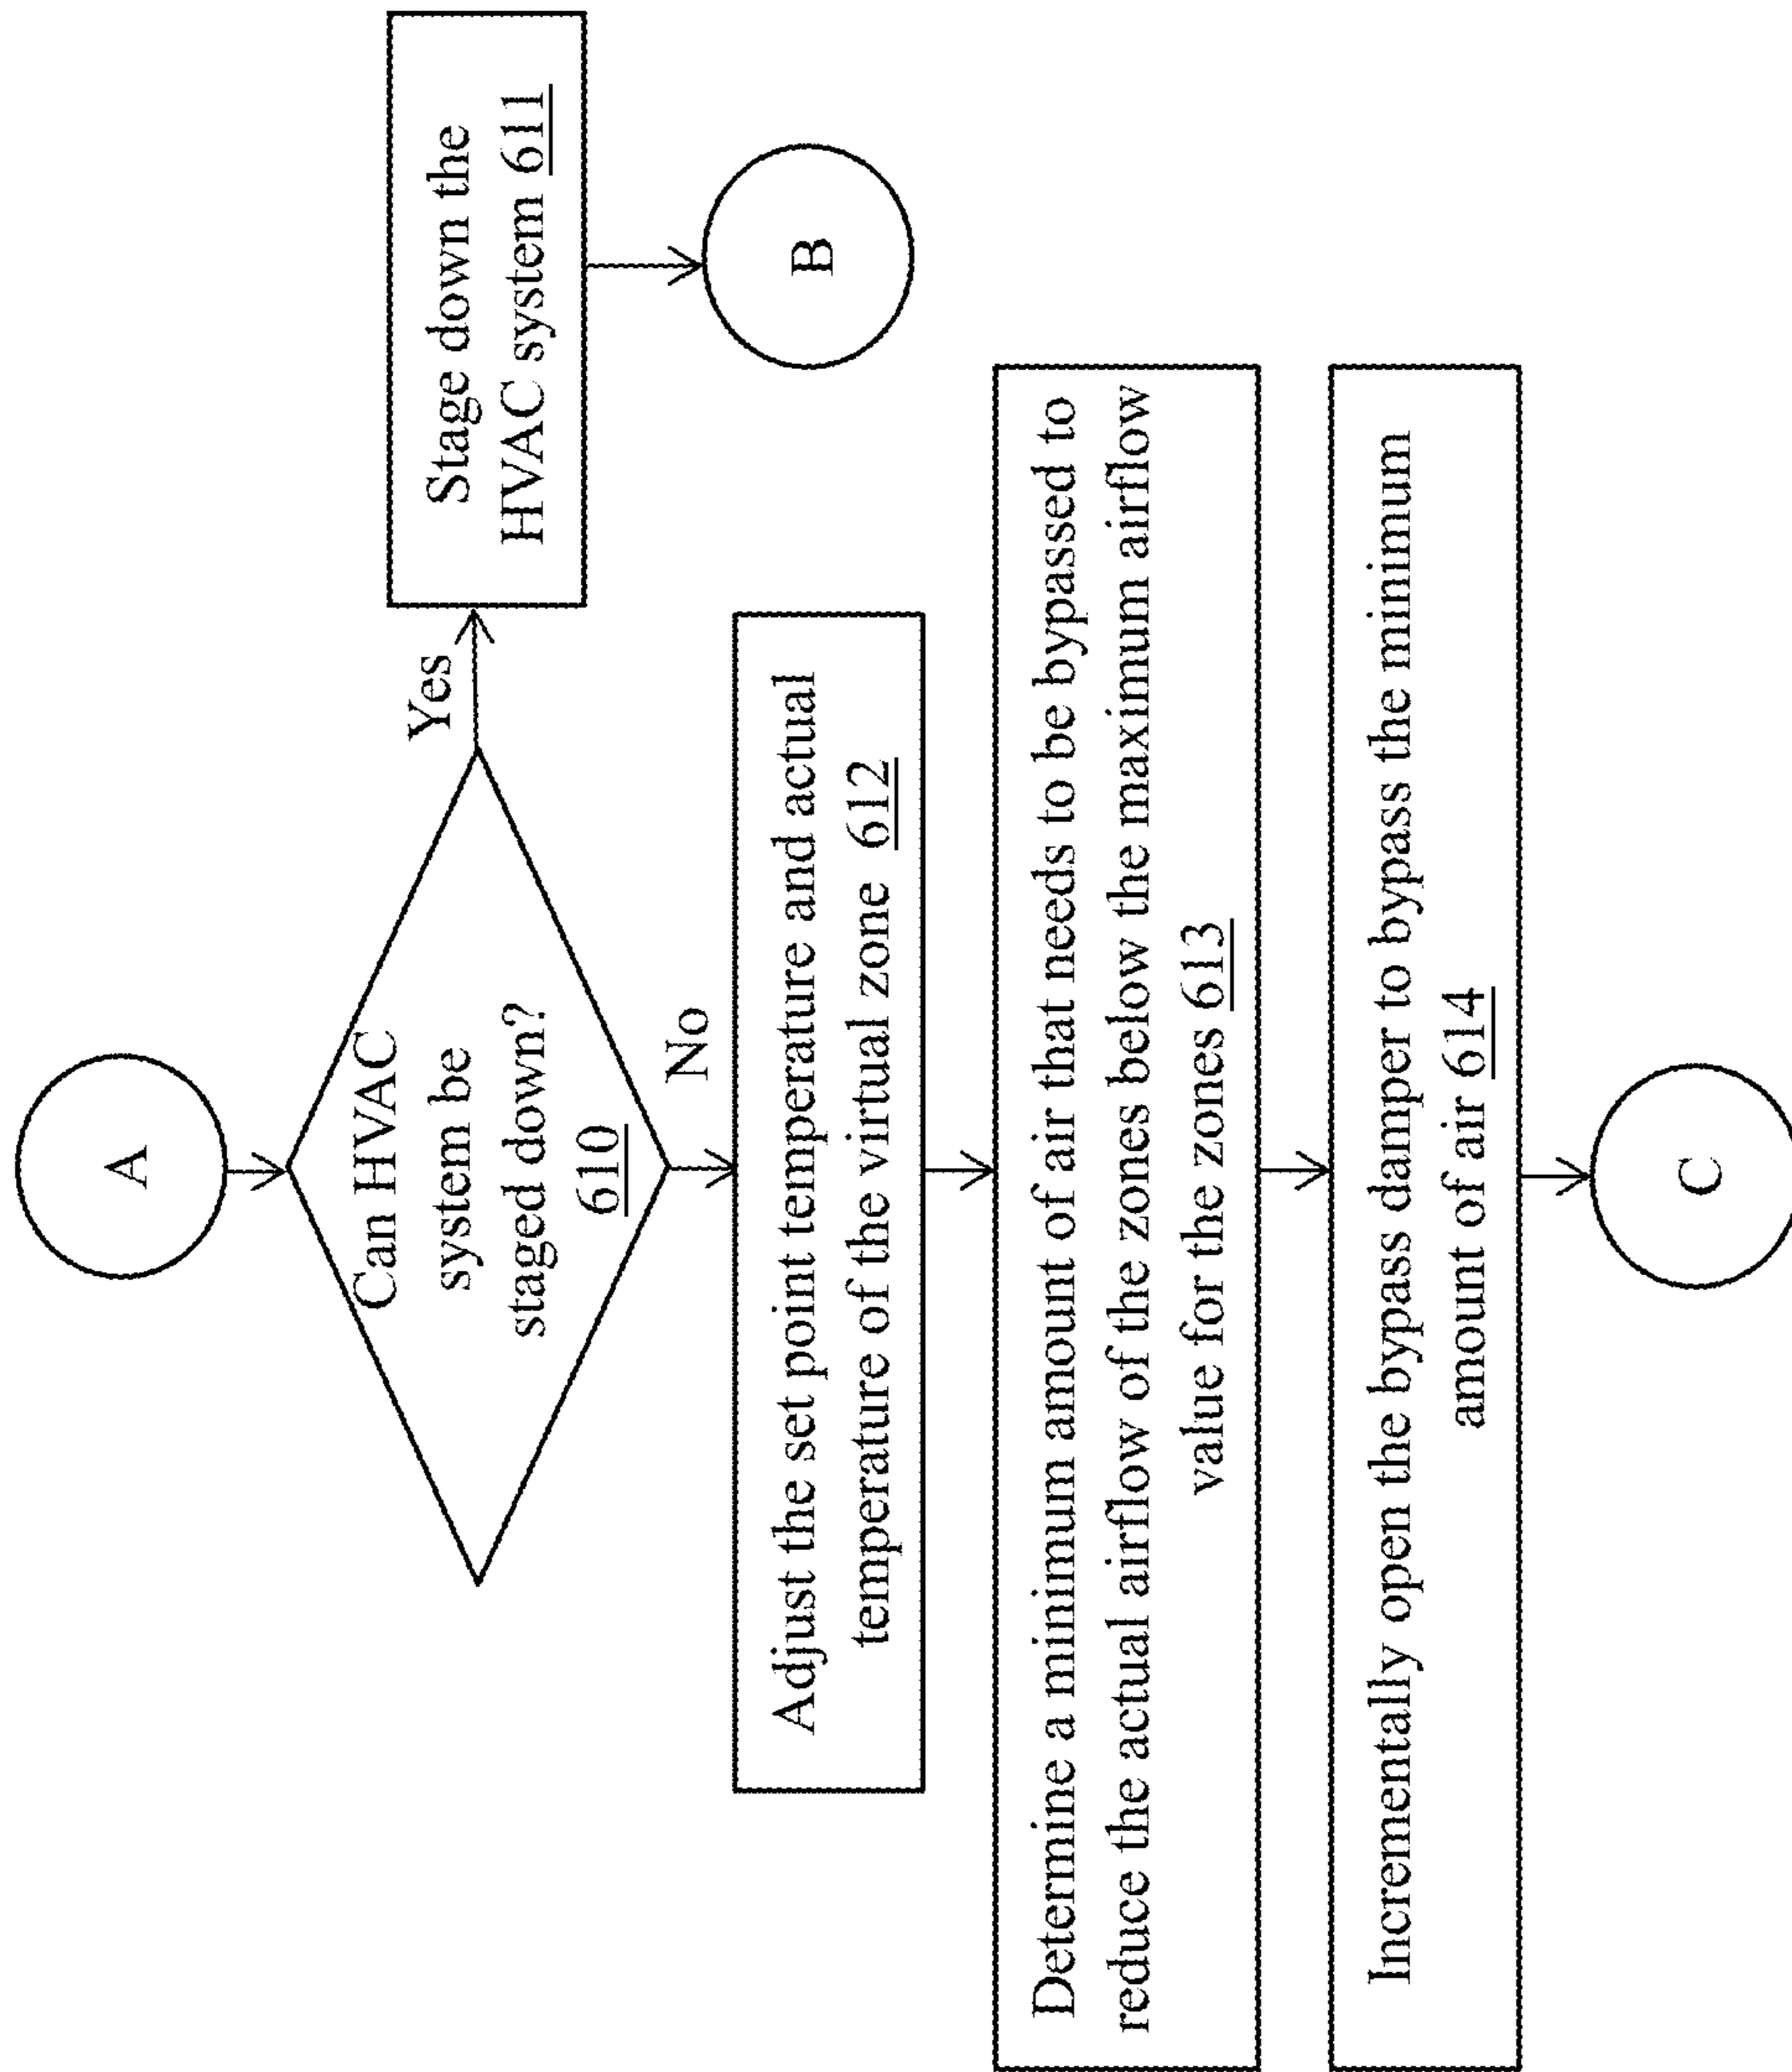 A
Can HVAC
system be
staged down?
610
Yes
Stage down the
HVAC system 611
B
No
Adjust the set point temperature and actual
temperature of the virtual zone 612
Determine a minimum amount of air that needs to be bypassed to
reduce the actual airflow of the zones below the maximum airflow
value for the zones 613
Incrementally open the bypass damper to bypass the minimum
amount of air 614
C